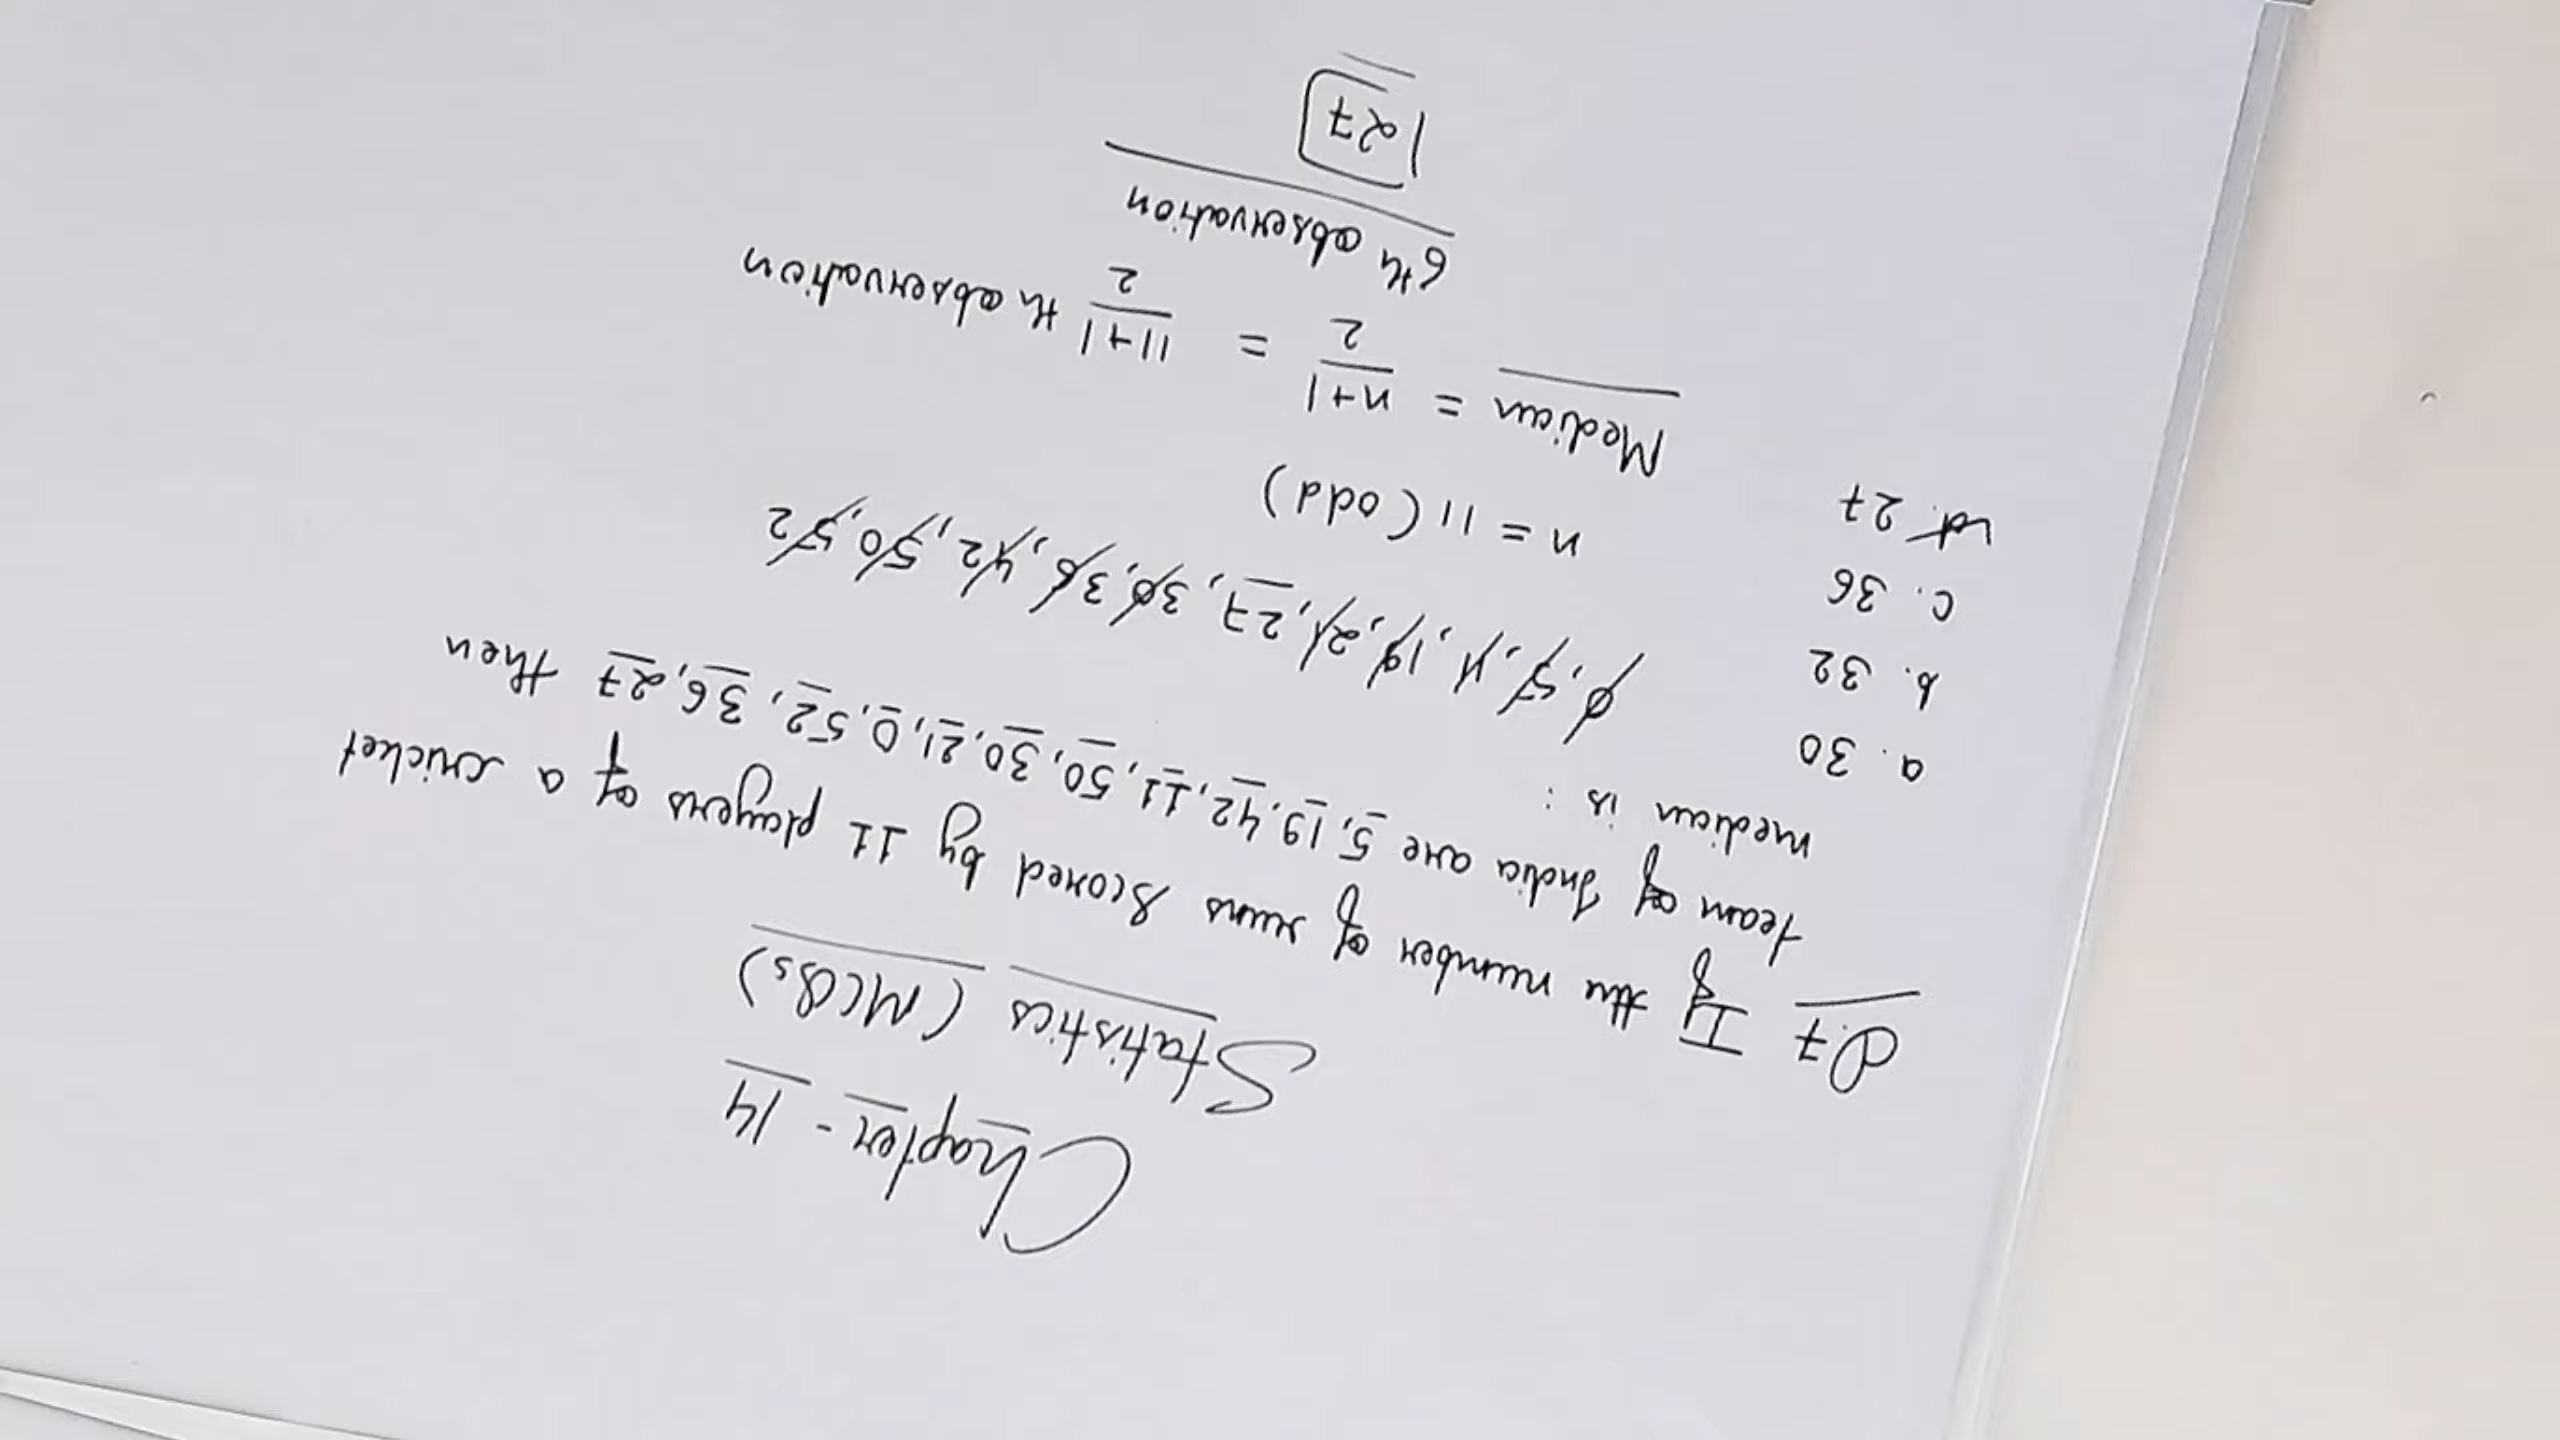 Chapter - 14
Statistics (MCQs)
Q.7 If the number of runs scored by 11 players of a cricket
team of India are 5, 19, 42, 11, 50, 30, 21, 0, 52, 36, 27 then
median is :
a. 30
b. 32
c. 36
d. 27
0, 5, 11, 19, 21, 27, 30, 36, 42, 50, 52
n = 11 (odd)
Median = n+1/2 = 11+1/2 th observation
6th observation
27